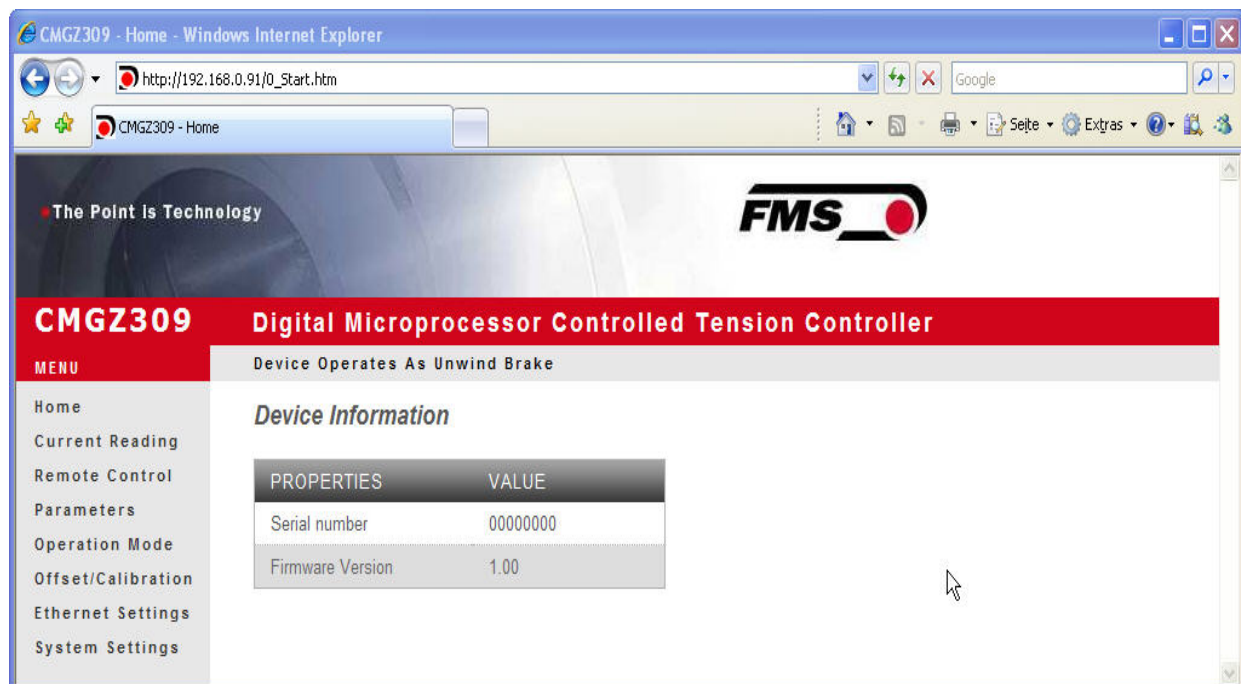 CMGZ309 - Home - Windows Internet Explorer
http://192.168.0.91/0_Start.htm
Google
CMGZ309 - Home
Seite
Extras
The Point is Technology
FMS
CMGZ309
Digital Microprocessor Controlled Tension Controller
MENU
Device Operates As Unwind Brake
Home
Current Reading
Remote Control
Parameters
Operation Mode
Offset/Calibration
Ethernet Settings
System Settings
Device Information
PROPERTIES VALUE
Serial number 00000000
Firmware Version 1.00